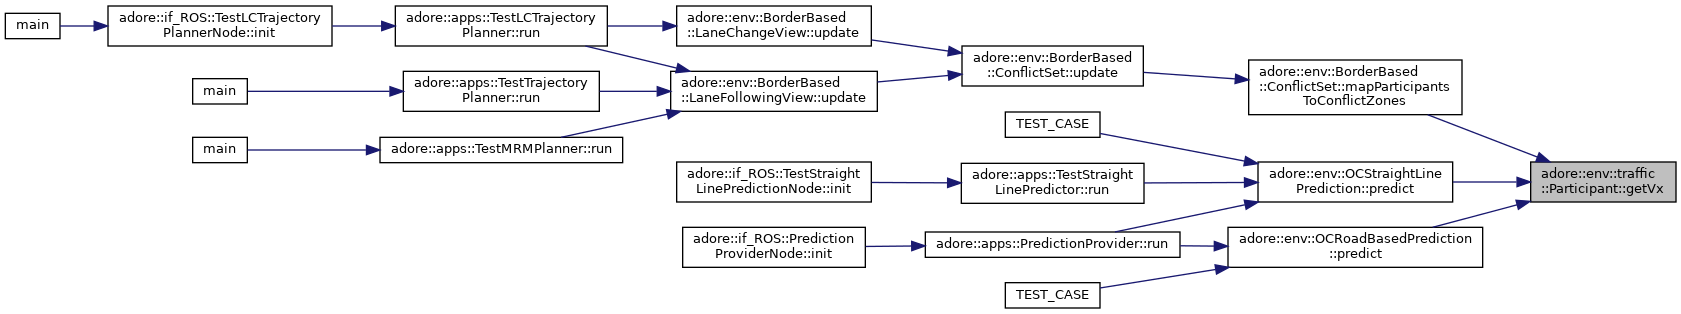 main
adore::if_ROS::TestLCTrajectory
PlannerNode::init
adore::apps::TestLCTrajectory
Planner::run
adore::env::BorderBased
::LaneChangeView::update
adore::env::BorderBased
::ConflictSet::update
adore::env::BorderBased
::ConflictSet::mapParticipants
ToConflictZones
main
adore::apps::TestTrajectory
Planner::run
adore::env::BorderBased
::LaneFollowingView::update
main
adore::apps::TestMRMPlanner::run
TEST_CASE
adore::if_ROS::TestStraight
LinePredictionNode::init
adore::apps::TestStraight
LinePredictor::run
adore::env::OCStraightLine
Prediction::predict
adore::env::traffic
::Participant::getVx
adore::if_ROS::Prediction
ProviderNode::init
adore::apps::PredictionProvider::run
adore::env::OCRoadBasedPrediction
::predict
TEST_CASE